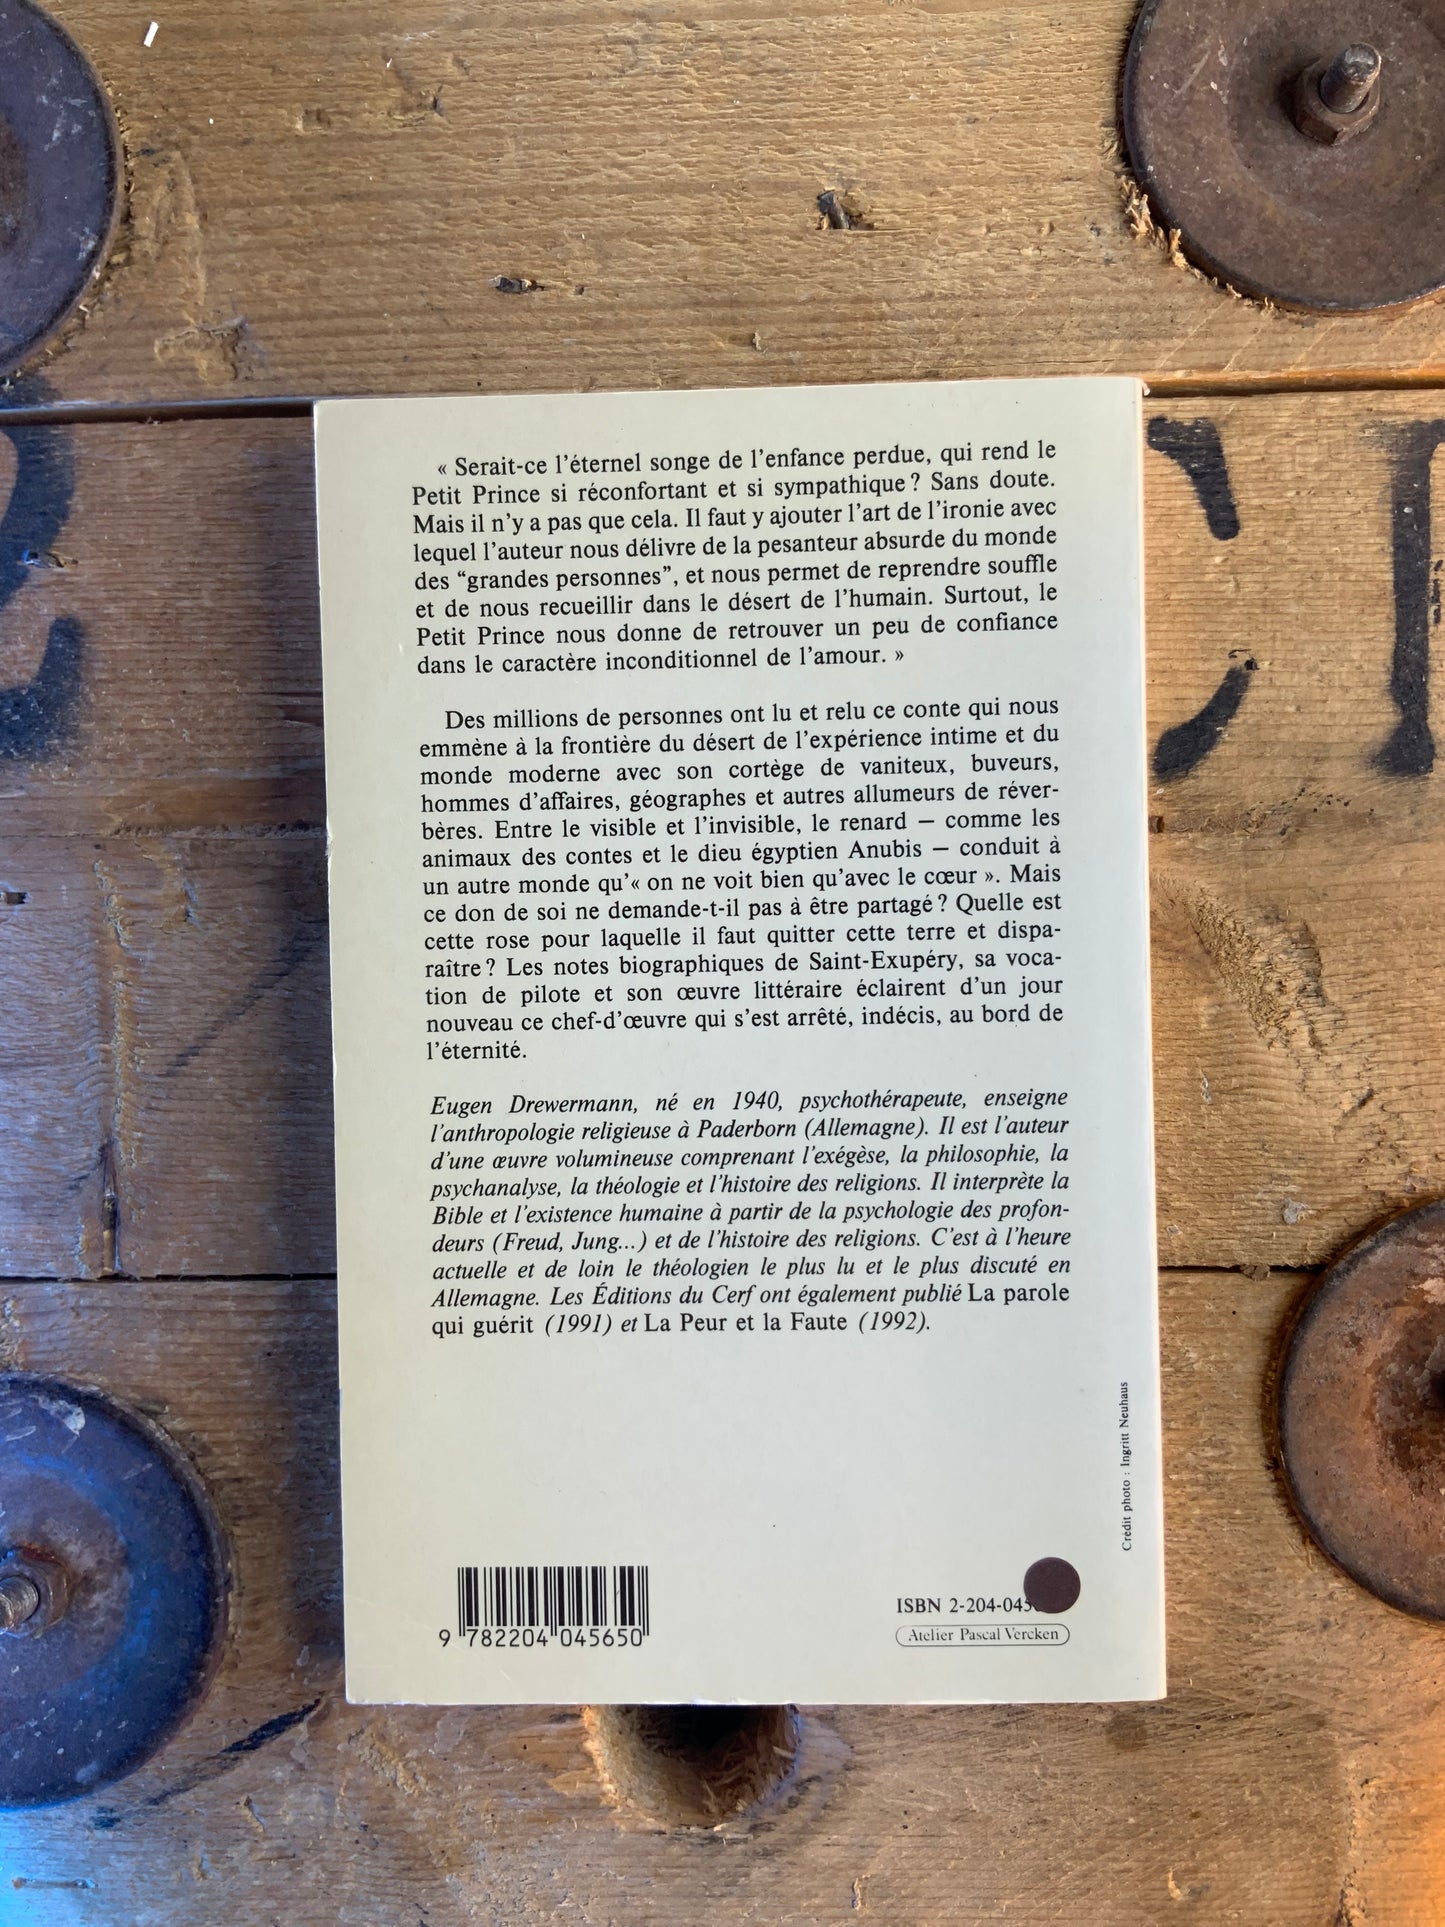 « Serait-ce l'éternel songe de l'enfance perdue, qui rend le
Petit Prince si réconfortant et si sympathique ? Sans doute.
Mais il n'y a pas que cela. Il faut y ajouter l'art de l'ironie avec
lequel l'auteur nous délivre de la pesanteur absurde du monde
des “grandes personnes”, et nous permet de reprendre souffle
et de nous recueillir dans le désert de l'humain. Surtout, le
Petit Prince nous donne de retrouver un peu de confiance
dans le caractère inconditionnel de l'amour. »
Des millions de personnes ont lu et relu ce conte qui nous
emmène à la frontière du désert de l'expérience intime et du
monde moderne avec son cortège de vaniteux, buveurs,
hommes d'affaires, géographes et autres allumeurs de réver-
bères. Entre le visible et l'invisible, le renard — comme les
animaux des contes et le dieu égyptien Anubis — conduit à
un autre monde qu'« on ne voit bien qu'avec le cœur ». Mais
ce don de soi ne demande-t-il pas à être partagé ? Quelle est
cette rose pour laquelle il faut quitter cette terre et dispa-
raître ? Les notes biographiques de Saint-Exupéry, sa voca-
tion de pilote et son œuvre littéraire éclairent d'un jour
nouveau ce chef-d'œuvre qui s'est arrêté, indécis, au bord de
l'éternité.
Eugen Drewermann, né en 1940, psychothérapeute, enseigne
l'anthropologie religieuse à Paderborn (Allemagne). Il est l'auteur
d'une œuvre volumineuse comprenant l'exégèse, la philosophie, la
psychanalyse, la théologie et l'histoire des religions. Il interprète la
Bible et l'existence humaine à partir de la psychologie des profon-
deurs (Freud, Jung...) et de l'histoire des religions. C'est à l'heure
actuelle et de loin le théologien le plus lu et le plus discuté en
Allemagne. Les Éditions du Cerf ont également publié La parole
qui guérit (1991) et La Peur et la Faute (1992).
Crédit photo : Ingritt Neuhaus
9 782204 045650
ISBN 2-204-045
Atelier Pascal Vercken